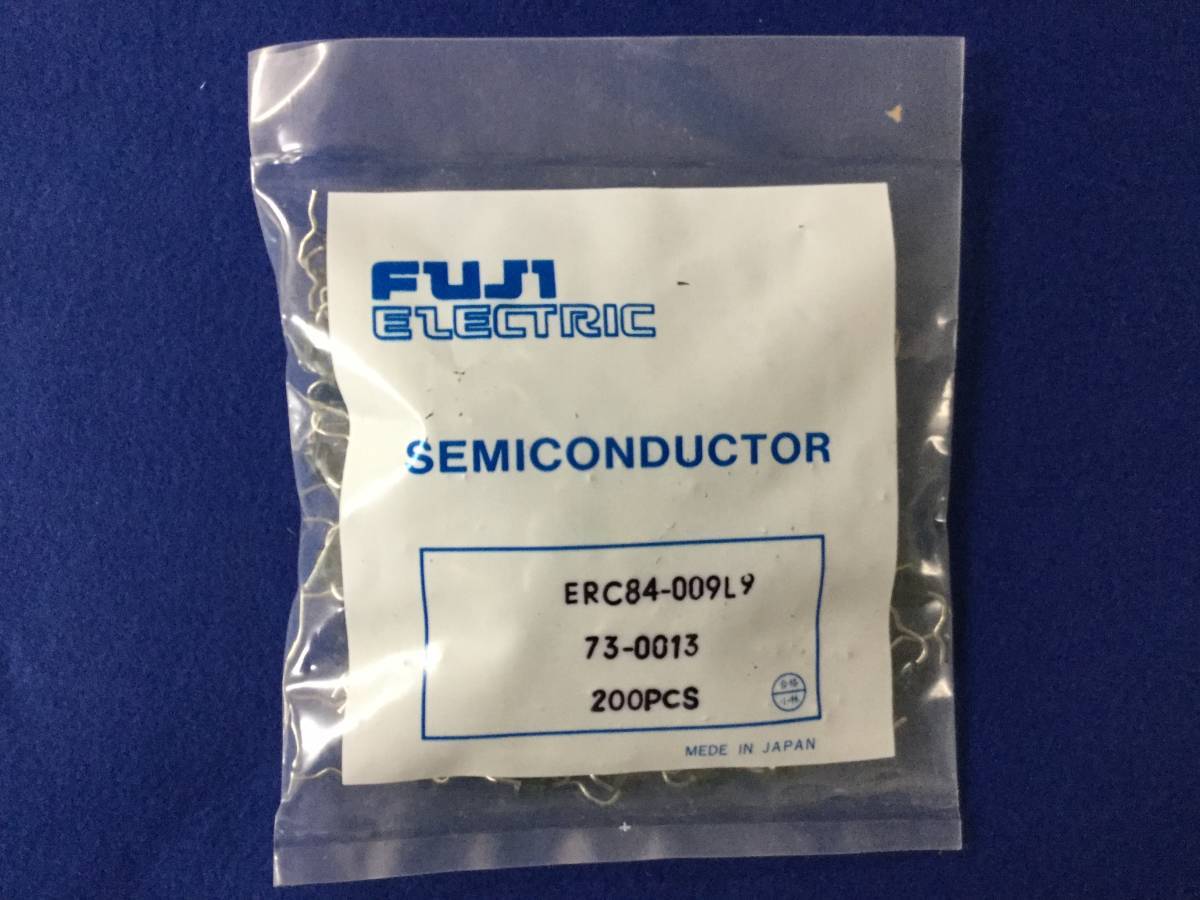 FUJI
ELECTRIC
SEMICONDUCTOR
ERC84-009L9
73-0013
200PCS
MEDE IN JAPAN